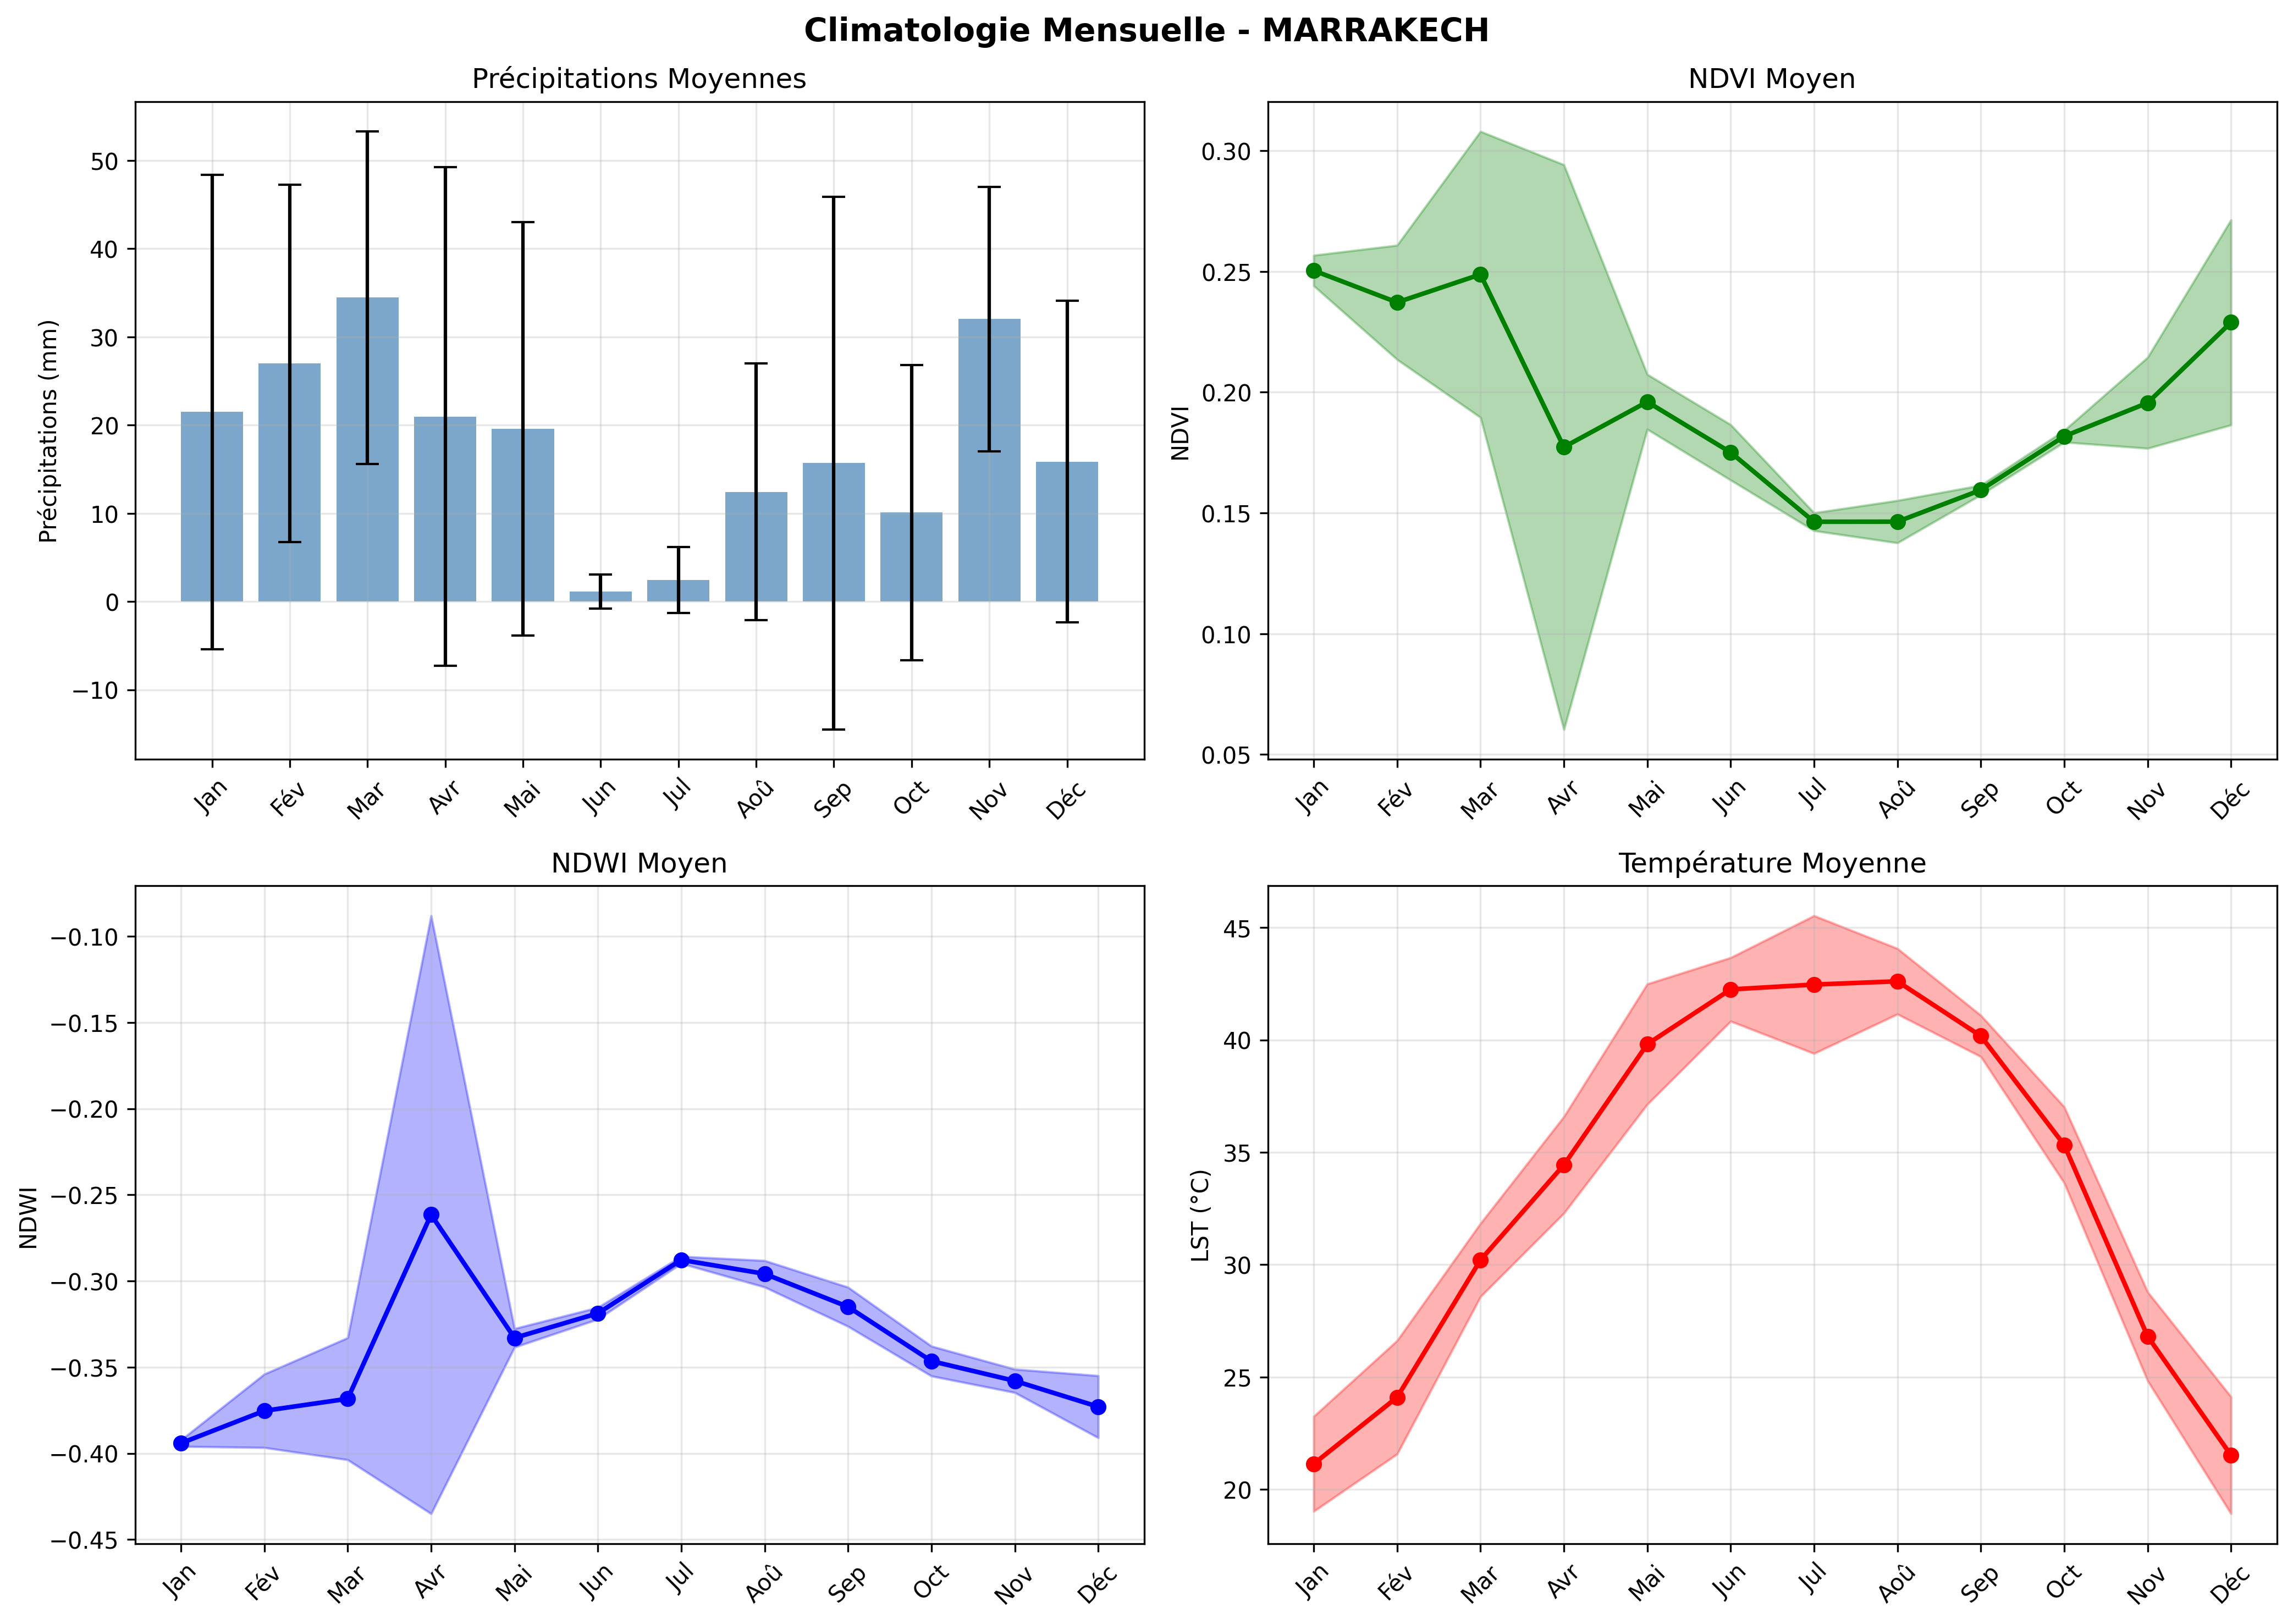 Climatologie Mensuelle - MARRAKECH
Précipitations Moyennes
Précipitations (mm)
50
40
30
20
10
0
−10
Jan Fév Mar Avr Mai Jun Jul Aoû Sep Oct Nov Déc
NDVI Moyen
NDVI
0.30
0.25
0.20
0.15
0.10
0.05
Jan Fév Mar Avr Mai Jun Jul Aoû Sep Oct Nov Déc
NDWI Moyen
NDWI
−0.10
−0.15
−0.20
−0.25
−0.30
−0.35
−0.40
−0.45
Jan Fév Mar Avr Mai Jun Jul Aoû Sep Oct Nov Déc
Température Moyenne
LST (°C)
45
40
35
30
25
20
Jan Fév Mar Avr Mai Jun Jul Aoû Sep Oct Nov Déc